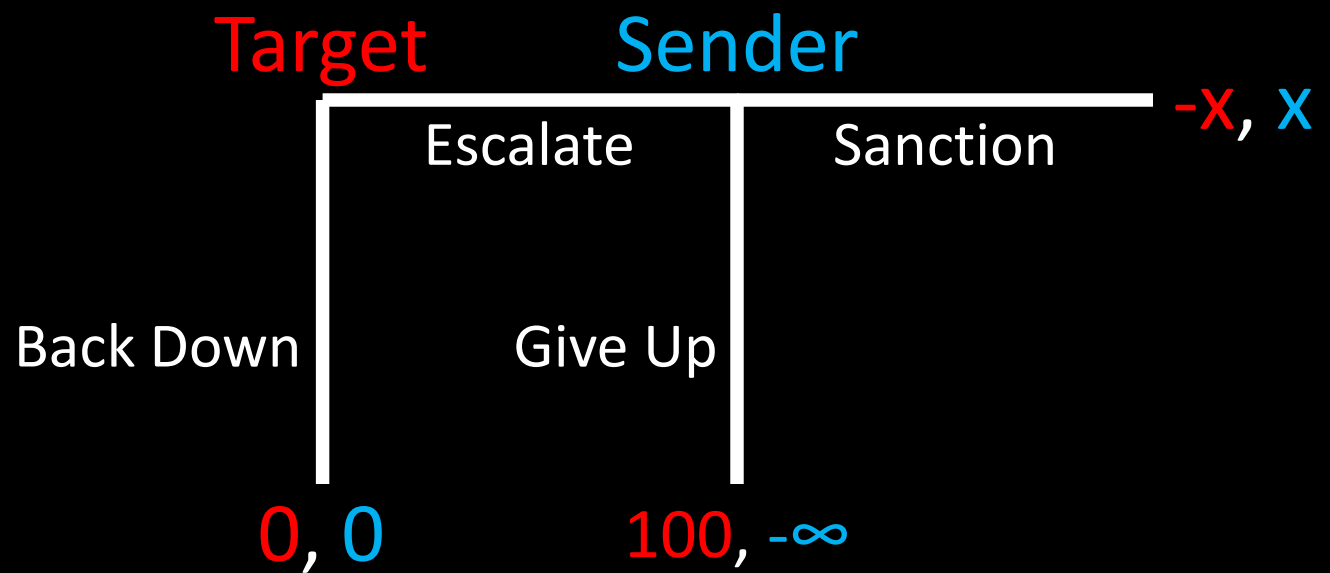 Target
Sender
-x, x
Escalate
Sanction
Back Down
Give Up
0, 0
100, -∞